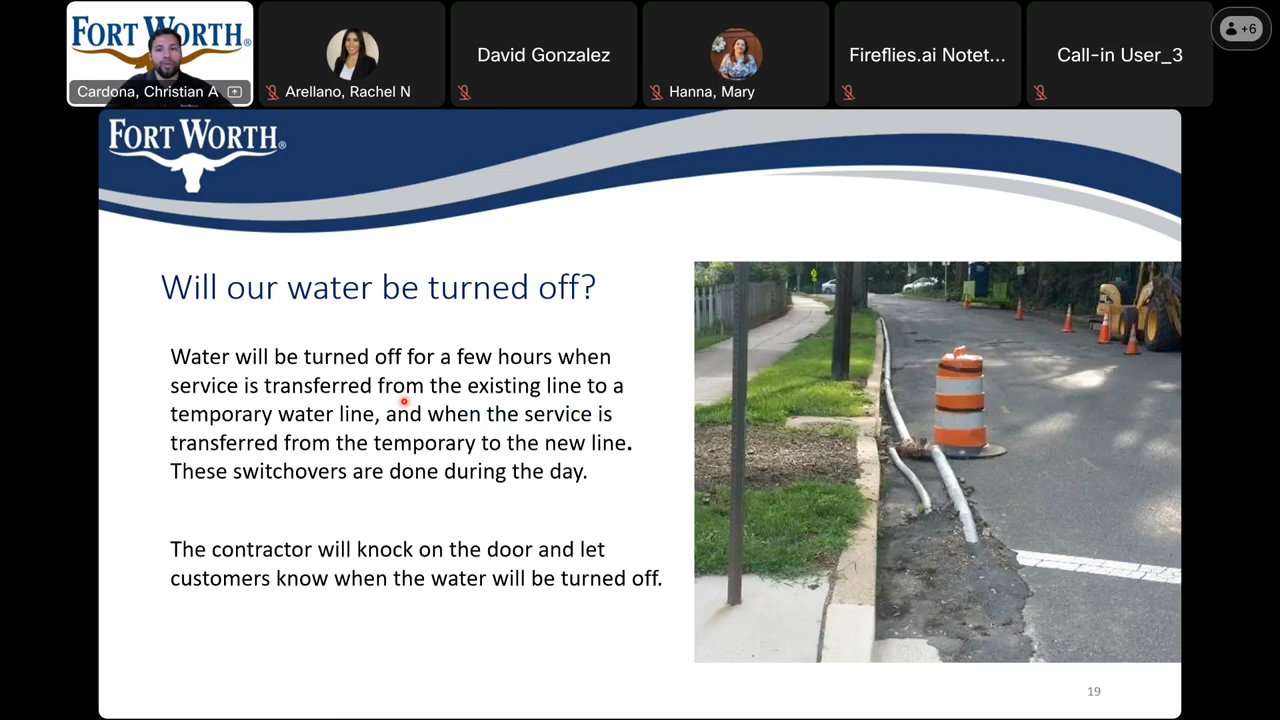 FORT WORTH®
Cardona, Christian A
Arellano, Rachel N
David Gonzalez
Hanna, Mary
Fireflies.ai Notet...
Call-in User_3
+6
FORT WORTH®
Will our water be turned off?
Water will be turned off for a few hours when
service is transferred from the existing line to a
temporary water line, and when the service is
transferred from the temporary to the new line.
These switchovers are done during the day.
The contractor will knock on the door and let
customers know when the water will be turned off.
19